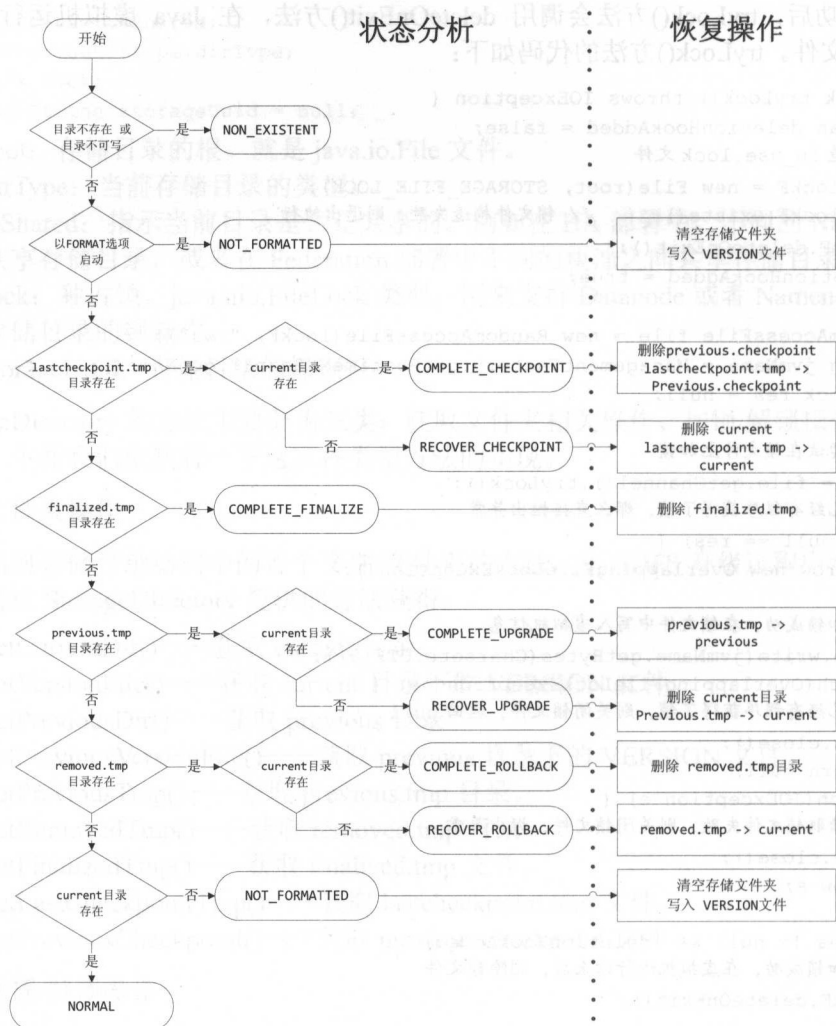 状态分析
恢复操作
开始
目录不存在 或
目录不可写
是
NON_EXISTENT
否
以FORMAT选项
启动
是
NOT_FORMATTED
清空存储文件夹
写入 VERSION文件
否
lastcheckpoint.tmp
目录存在
是
current目录
存在
是
COMPLETE_CHECKPOINT
删除previous.checkpoint
lastcheckpoint.tmp ->
Previous.checkpoint
否
RECOVER_CHECKPOINT
删除 current
lastcheckpoint.tmp ->
current
否
finalized.tmp
目录存在
是
COMPLETE_FINALIZE
删除 finalized.tmp
否
previous.tmp
目录存在
是
current目录
存在
是
COMPLETE_UPGRADE
previous.tmp ->
previous
否
RECOVER_UPGRADE
删除 current目录
Previous.tmp -> current
否
removed.tmp
目录存在
是
current目录
存在
是
COMPLETE_ROLLBACK
删除 removed.tmp目录
否
RECOVER_ROLLBACK
removed.tmp -> current
否
current目录
存在
否
NOT_FORMATTED
清空存储文件夹
写入 VERSION文件
是
NORMAL